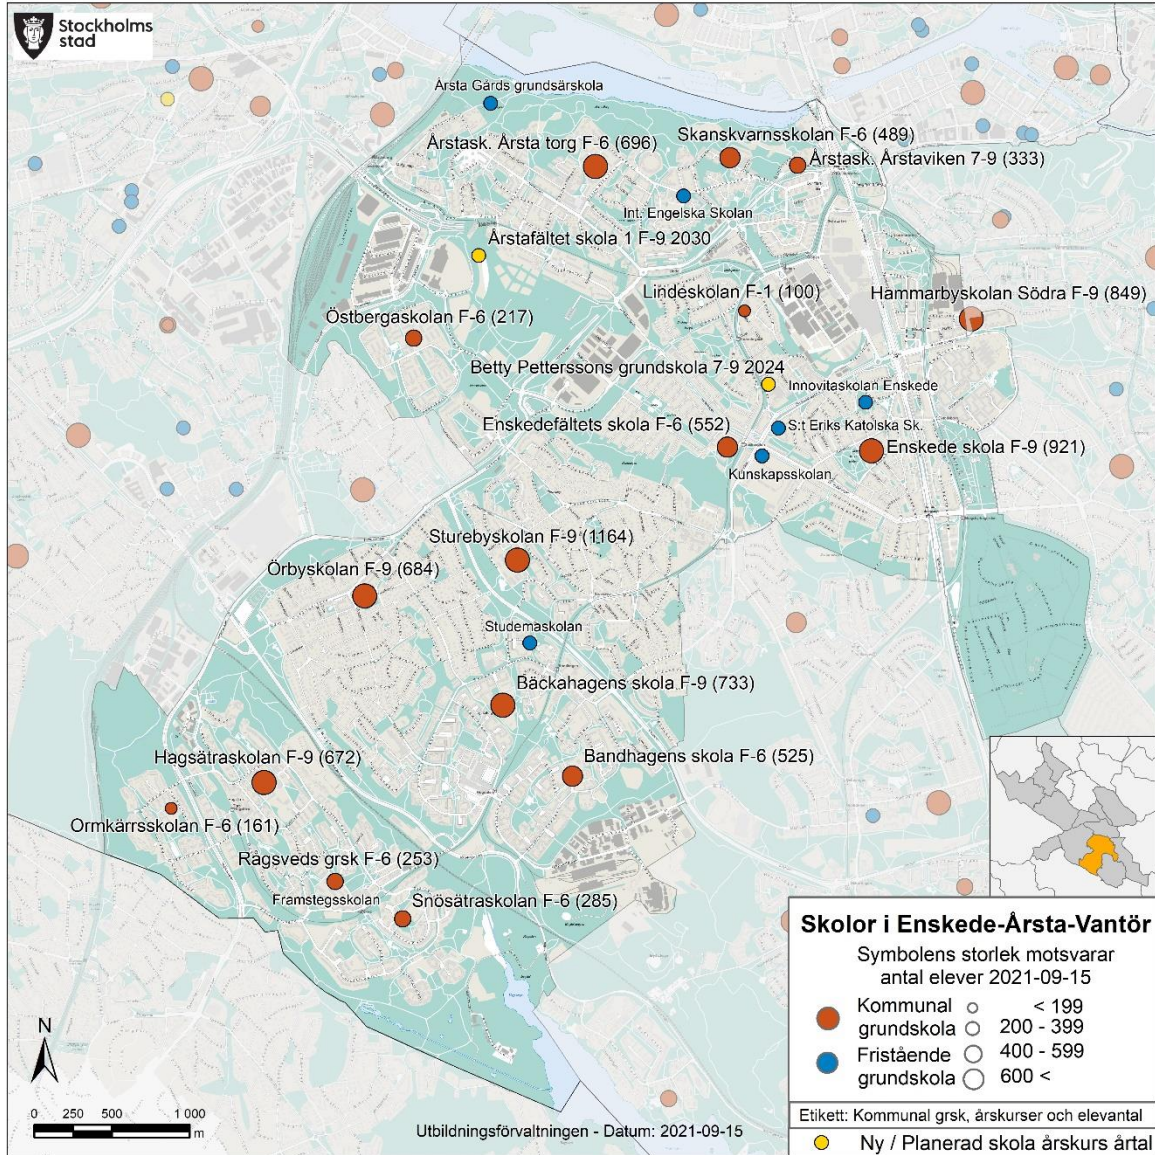 Stockholms
stad
Årsta Gårds grundsärskola
Årstask. Årsta torg F-6 (696)
Skanskvarnsskolan F-6 (489)
Årstask. Årstaviken 7-9 (333)
Int. Engelska Skolan
Årstafältet skola 1 F-9 2030
Lindeskolan F-1 (100)
Hammarbyskolan Södra F-9 (849)
Östbergaskolan F-6 (217)
Betty Petterssons grundskola 7-9 2024
Innovitaskolan Enskede
Enskedefältets skola F-6 (552)
S:t Eriks Katolska Sk.
Enskede skola F-9 (921)
Kunskapsskolan
Sturebyskolan F-9 (1164)
Örbyskolan F-9 (684)
Studemaskolan
Bäckahagens skola F-9 (733)
Hagsätraskolan F-9 (672)
Bandhagens skola F-6 (525)
Ormkärrsskolan F-6 (161)
Rågsveds grsk F-6 (253)
Framstegsskolan
Snösätraskolan F-6 (285)
Skolor i Enskede-Årsta-Vantör
Symbolens storlek motsvarar
antal elever 2021-09-15
Kommunal
grundskola
Fristående
grundskola
< 199
200 - 399
400 - 599
600 <
Etikett: Kommunal grsk, årskurser och elevantal
Ny / Planerad skola årskurs årtal
N
0 250 500 1 000
m
Utbildningsförvaltningen - Datum: 2021-09-15